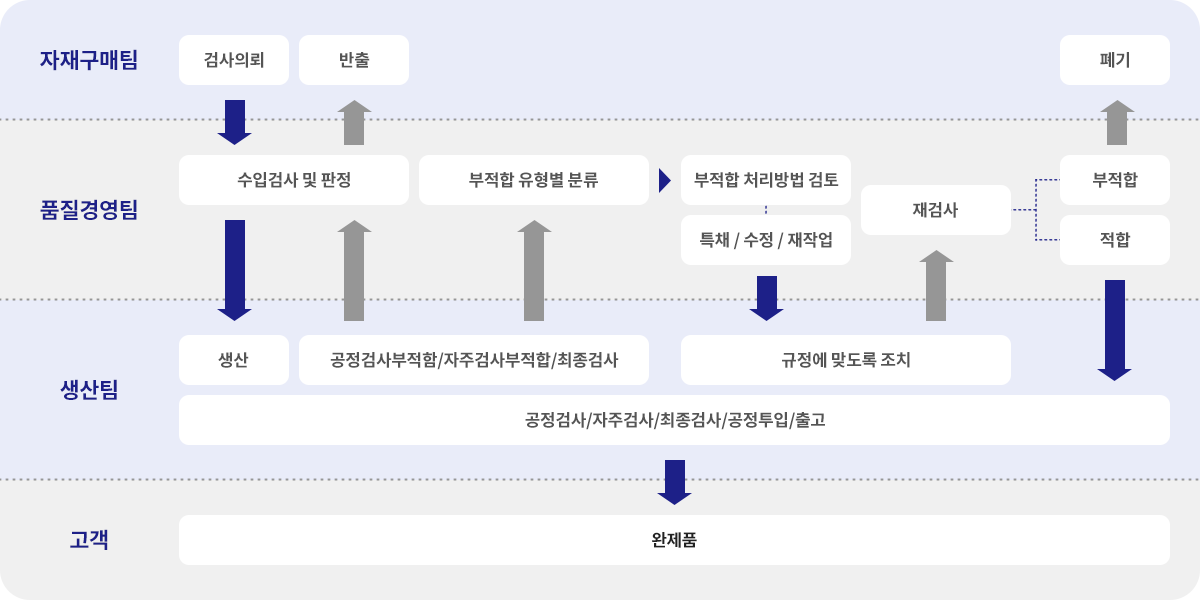 자재구매팀
검사의뢰
반출
폐기
품질경영팀
수입검사 및 판정
부적합 유형별 분류
부적합 처리방법 검토
특채 / 수정 / 재작업
재검사
부적합
적합
생산팀
생산
공정검사부적합/자주검사부적합/최종검사
규정에 맞도록 조치
공정검사/자주검사/최종검사/공정투입/출고
고객
완제품